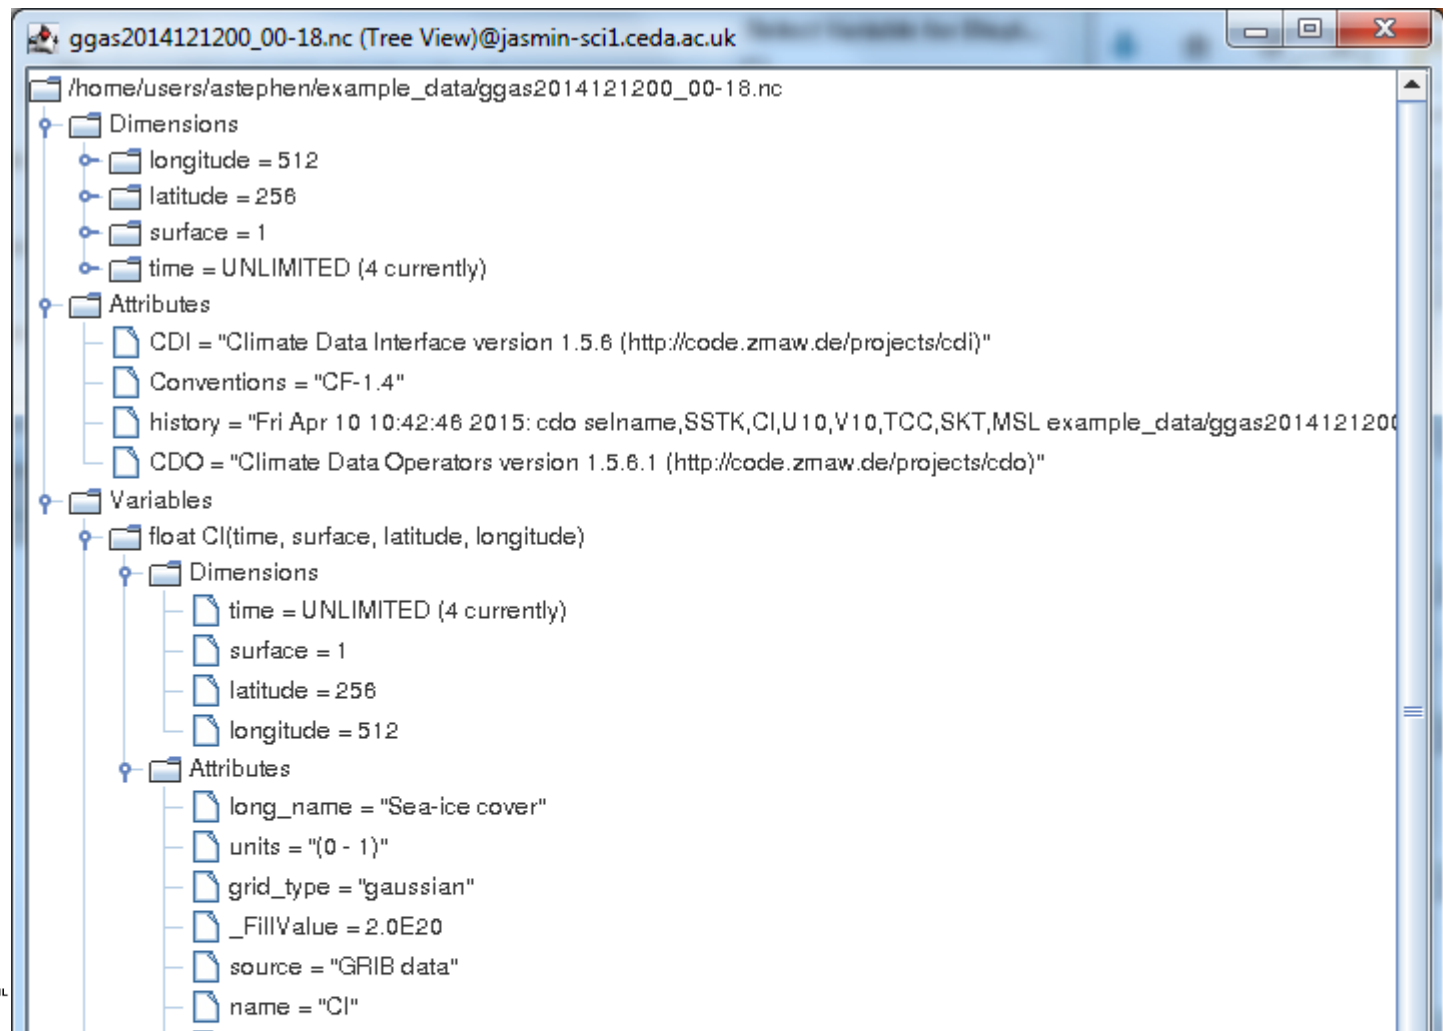 ggas2014121200_00-18.nc (Tree View)@jasmin-sci1.ceda.ac.uk
/home/users/astephen/example_data/ggas2014121200_00-18.nc
Dimensions
longitude = 512
latitude = 256
surface = 1
time = UNLIMITED (4 currently)
Attributes
CDI = "Climate Data Interface version 1.5.6 (http://code.zmaw.de/projects/cdi)"
Conventions = "CF-1.4"
history = "Fri Apr 10 10:42:46 2015: cdo selname,SSTK,CI,U10,V10,TCC,SKT,MSL example_data/ggas2014121200
CDO = "Climate Data Operators version 1.5.6.1 (http://code.zmaw.de/projects/cdo)"
Variables
float CI(time, surface, latitude, longitude)
Dimensions
time = UNLIMITED (4 currently)
surface = 1
latitude = 256
longitude = 512
Attributes
long_name = "Sea-ice cover"
units = "(0 - 1)"
grid_type = "gaussian"
_FillValue = 2.0E20
source = "GRIB data"
name = "CI"